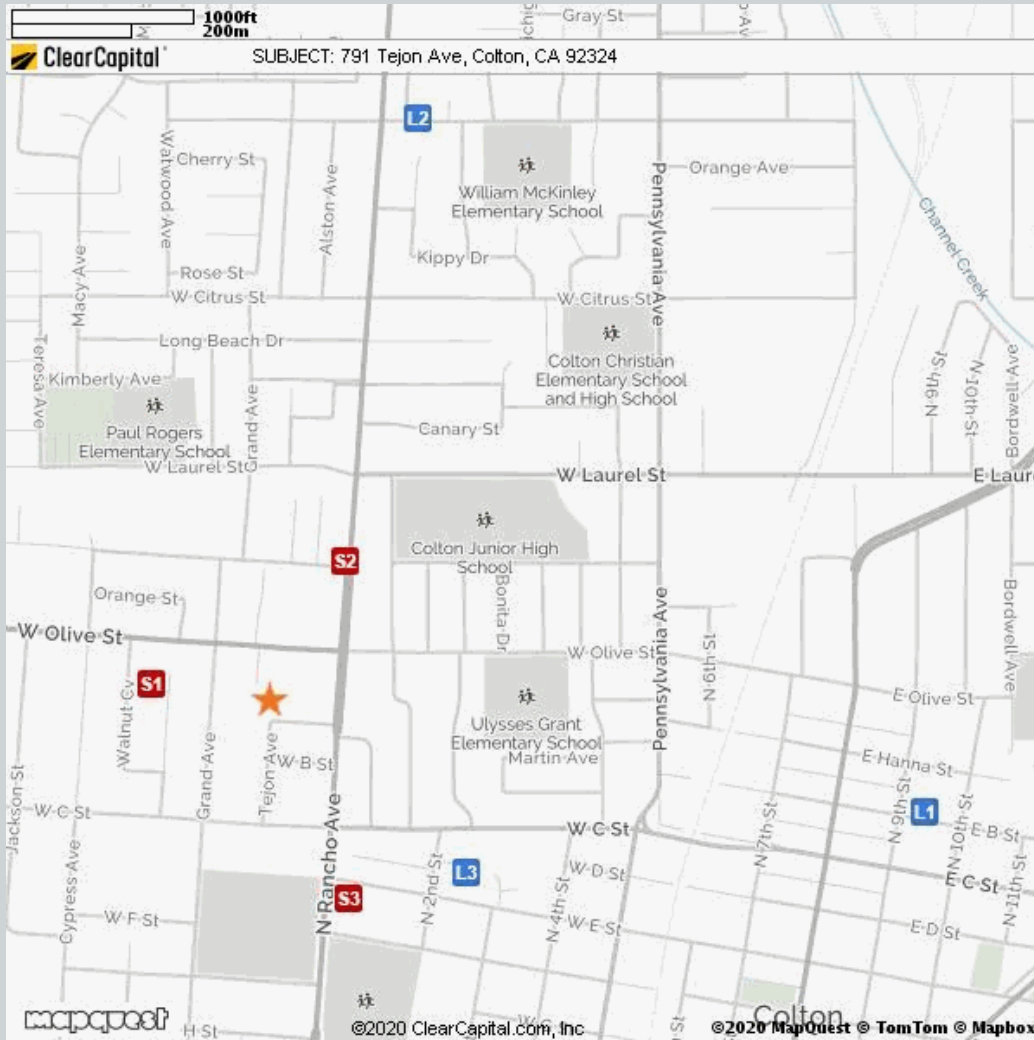 1000ft
200m
Gray St
ClearCapital
SUBJECT: 791 Tejon Ave, Colton, CA 92324
L2
Watwood Ave
Cherry St
Alston Ave
William McKinley
Elementary School
Pennsylvania Ave
Orange Ave
Channel Creek
Macy Ave
Rose St
Kippy Dr
W Citrus St
W Citrus St
Teresa Ave
Long Beach Dr
Colton Christian
Elementary School
and High School
N 9th St
N 10th St
Bordwell Ave
Kimberly Ave
Grand Ave
Paul Rogers
Elementary School
Canary St
W Laurel St
W Laurel St
E Laure
Colton Junior High
School
S2
Bonita Dr
Orange St
W Olive St
W Olive St
Pennsylvania Ave
N 6th St
Bordwell Ave
S1
Walnut Cv
E Olive St
Ulysses Grant
Elementary School
Martin Ave
Grand Ave
Tejon Ave
W B St
E Hanna St
Jackson St
W C St
N Rancho Ave
W C St
N 7th St
N 9th St
L1
N 10th St
E B St
Cypress Ave
L3
N 2nd St
W D St
E C St
N 11th St
S3
W F St
N 4th St
W E St
E D St
mapquest
H St
©2020 ClearCapital.com, Inc
St
Colton
©2020 MapQuest © TomTom © Mapbox